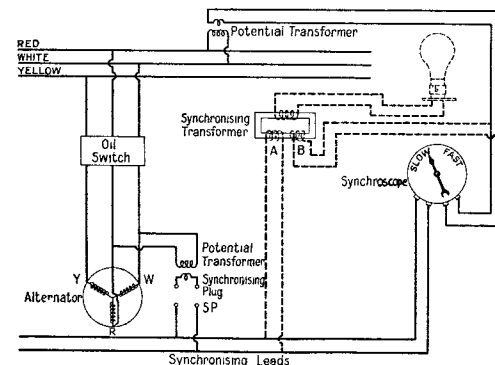 RED
WHITE
YELLOW
Potential Transformer
Synchronising
Transformer
A B
E
Oil
Switch
SLOW FAST
Synchroscope
Potential
Transformer
Y W
R
Alternator
Synchronising
Plug
SP
Synchronising Leads